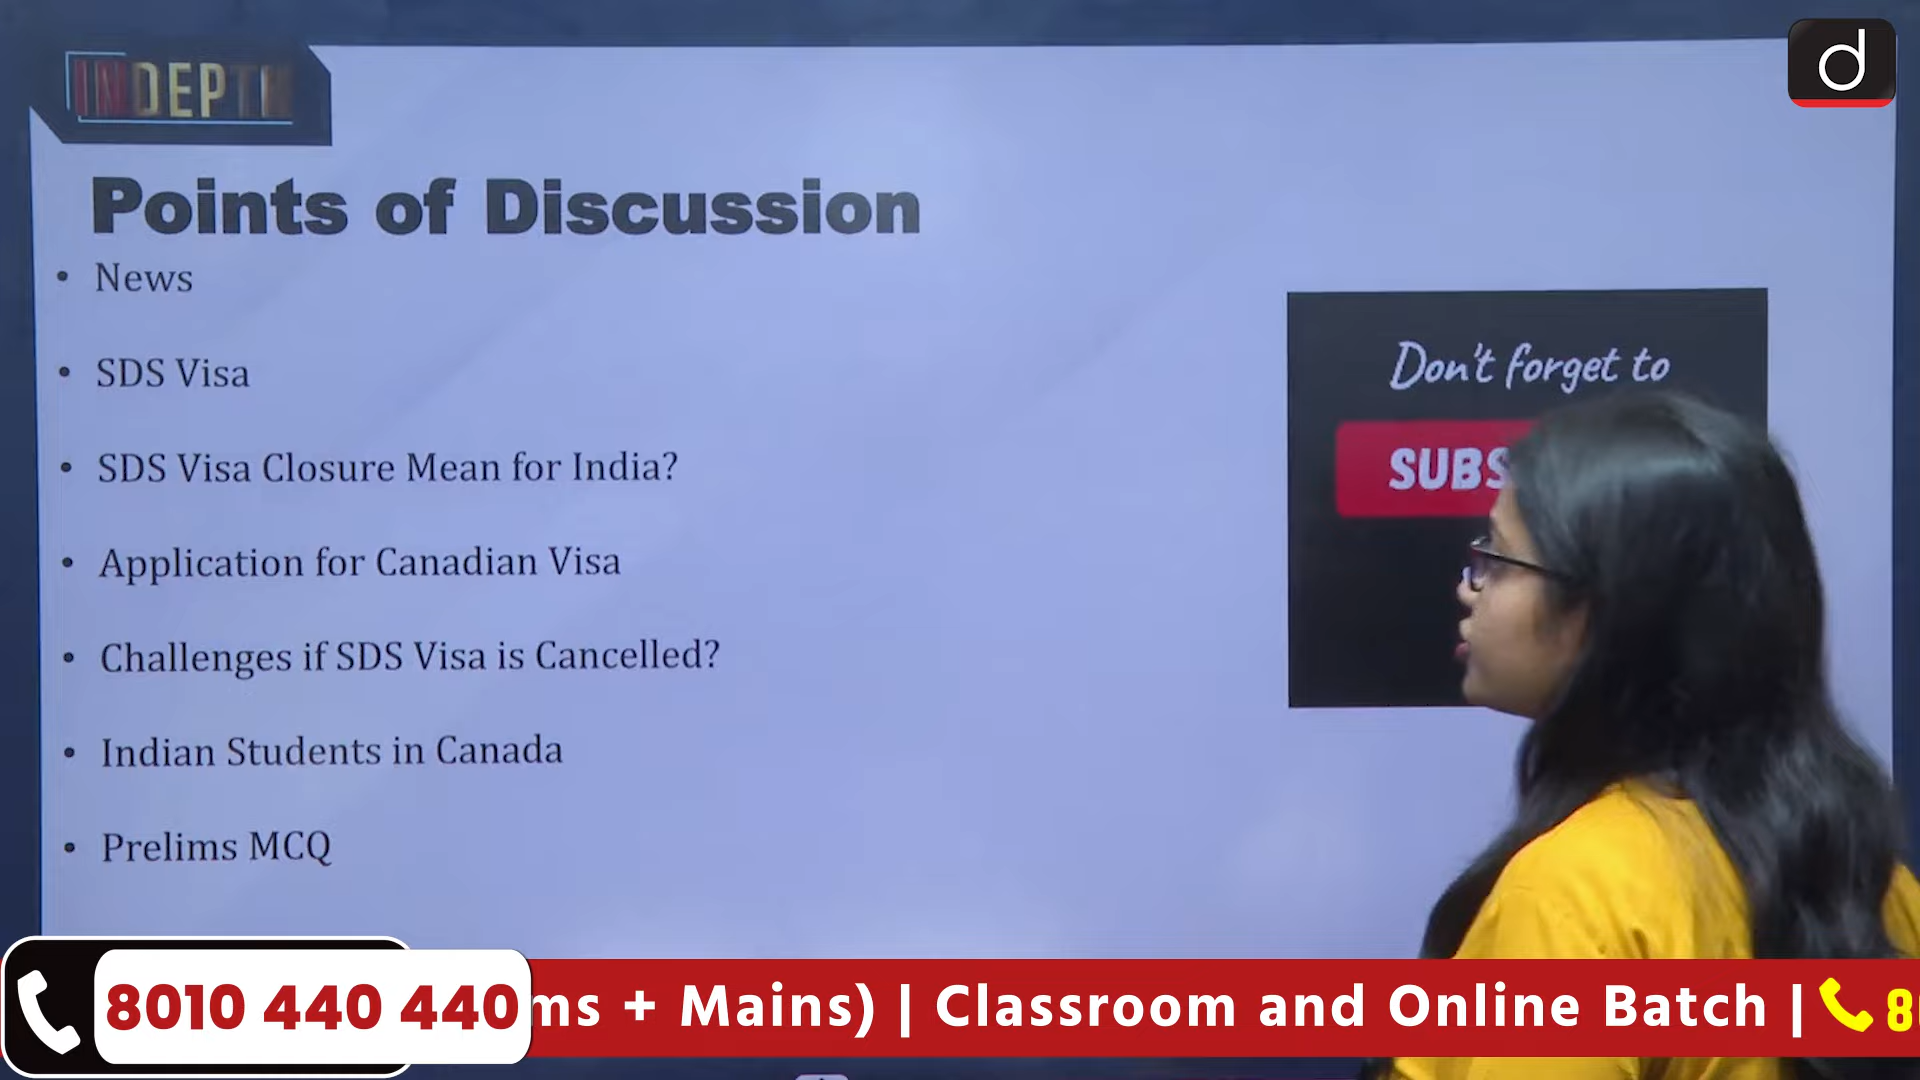 INDEPTH
d
Points of Discussion
• News
• SDS Visa
• SDS Visa Closure Mean for India?
• Application for Canadian Visa
• Challenges if SDS Visa is Cancelled?
• Indian Students in Canada
• Prelims MCQ
Don't forget to
SUBS
8010 440 440
ms + Mains) | Classroom and Online Batch | 8